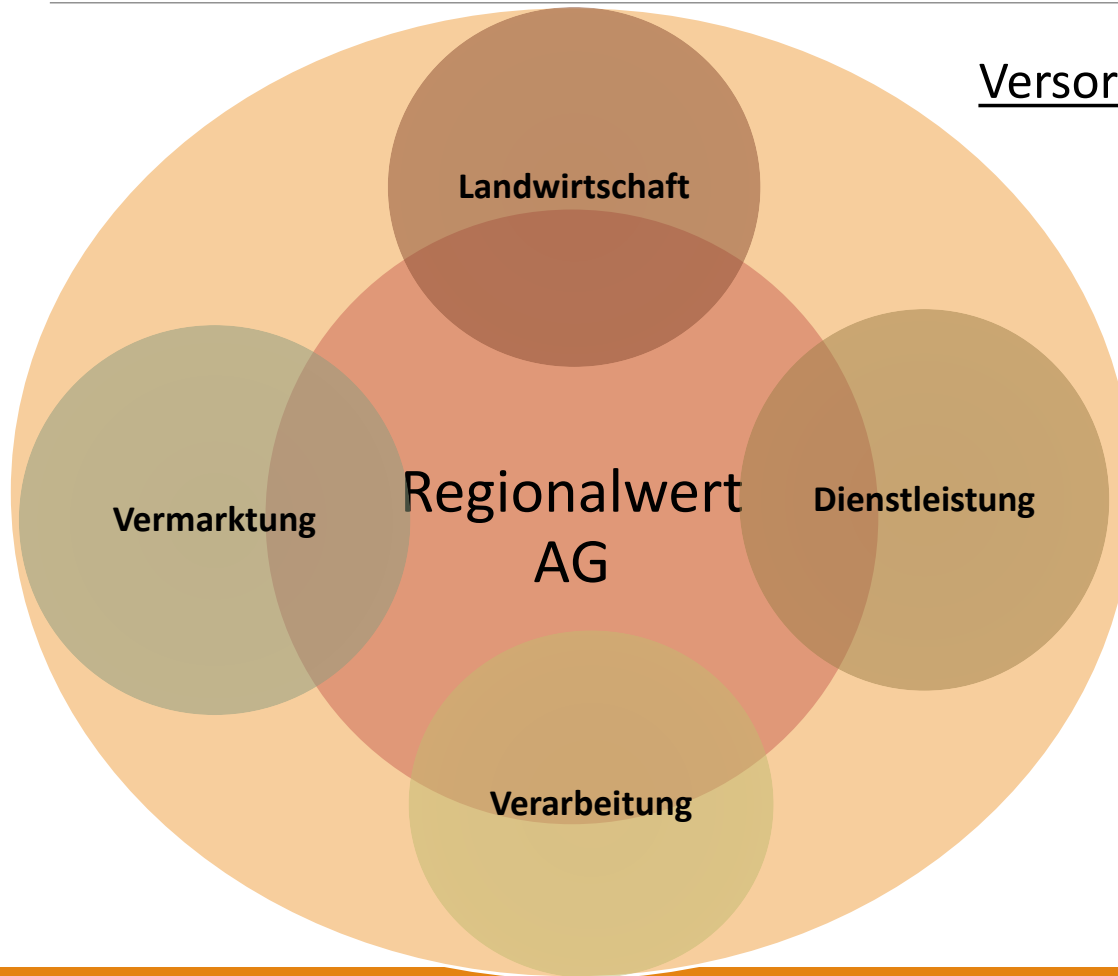 Versor
Landwirtschaft
Regionalwert
AG
Vermarktung
Dienstleistung
Verarbeitung